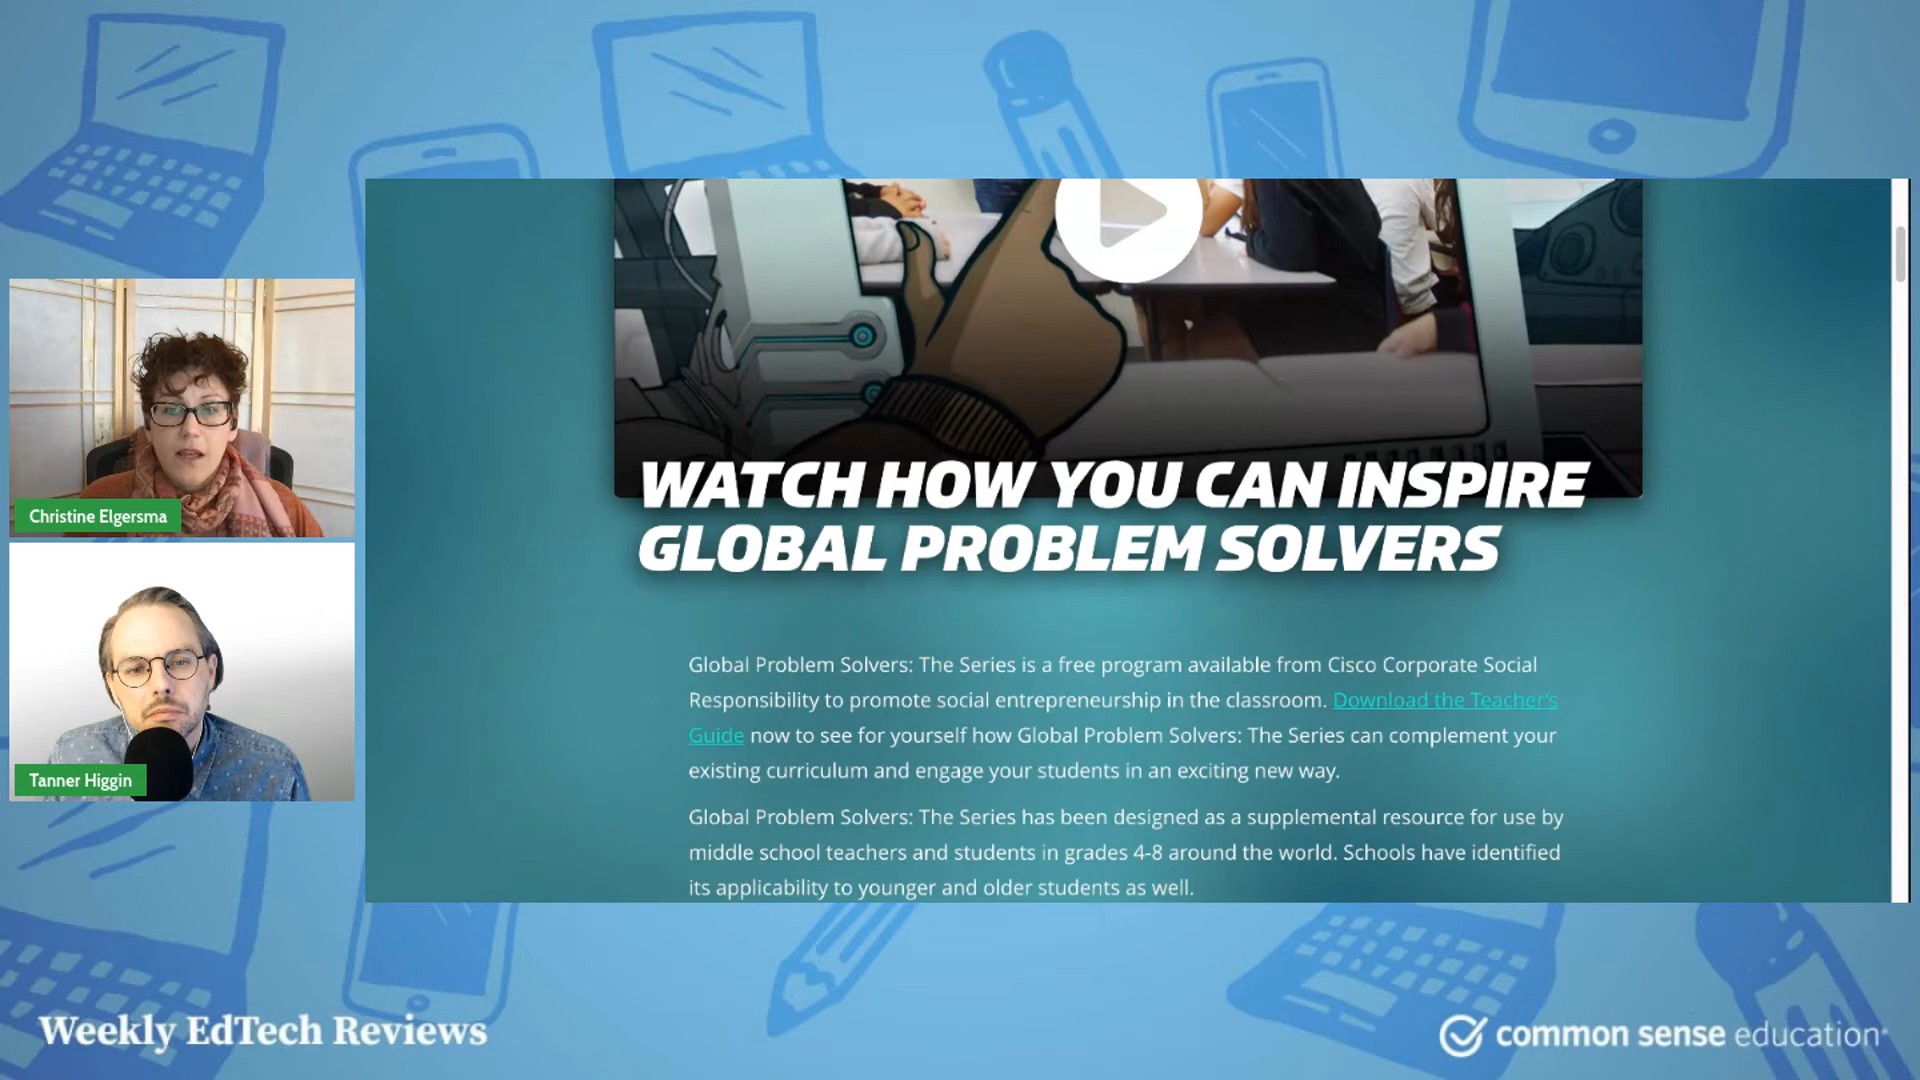 Christine Elgersma
Tanner Higgin
WATCH HOW YOU CAN INSPIRE
GLOBAL PROBLEM SOLVERS
Global Problem Solvers: The Series is a free program available from Cisco Corporate Social
Responsibility to promote social entrepreneurship in the classroom. Download the Teacher's
Guide now to see for yourself how Global Problem Solvers: The Series can complement your
existing curriculum and engage your students in an exciting new way.
Global Problem Solvers: The Series has been designed as a supplemental resource for use by
middle school teachers and students in grades 4-8 around the world. Schools have identified
its applicability to younger and older students as well.
Weekly EdTech Reviews
common sense education